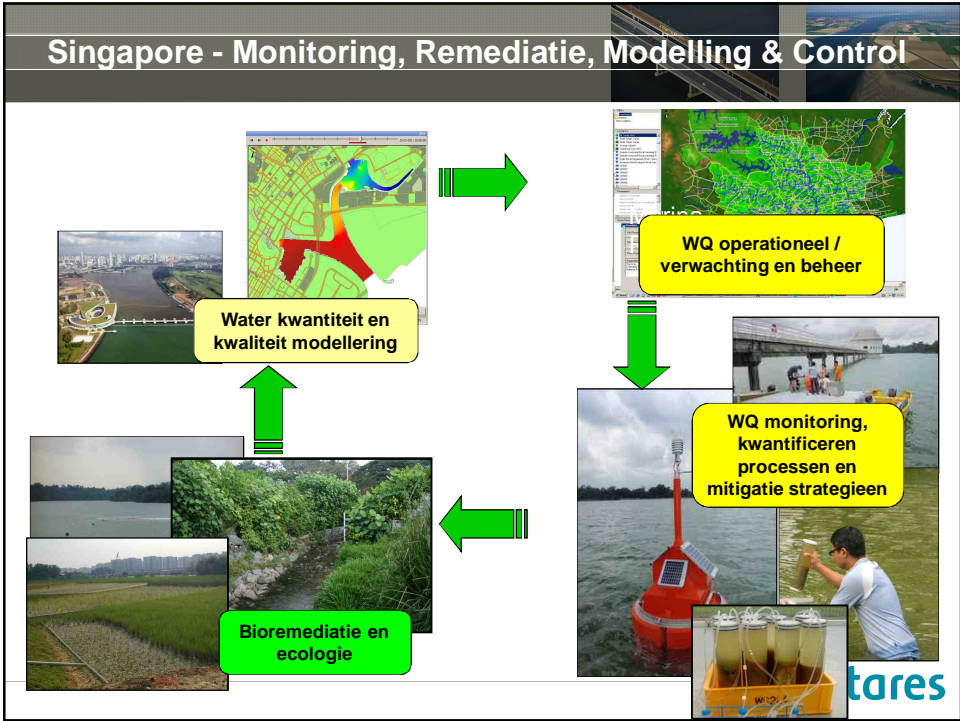 Singapore - Monitoring, Remediatie, Modelling & Control
WQ operationeel /
verwachting en beheer
Water kwantiteit en
kwaliteit modellering
WQ monitoring,
kwantificeren
processen en
mitigatie strategieen
Bioremediatie en
ecologie
tares